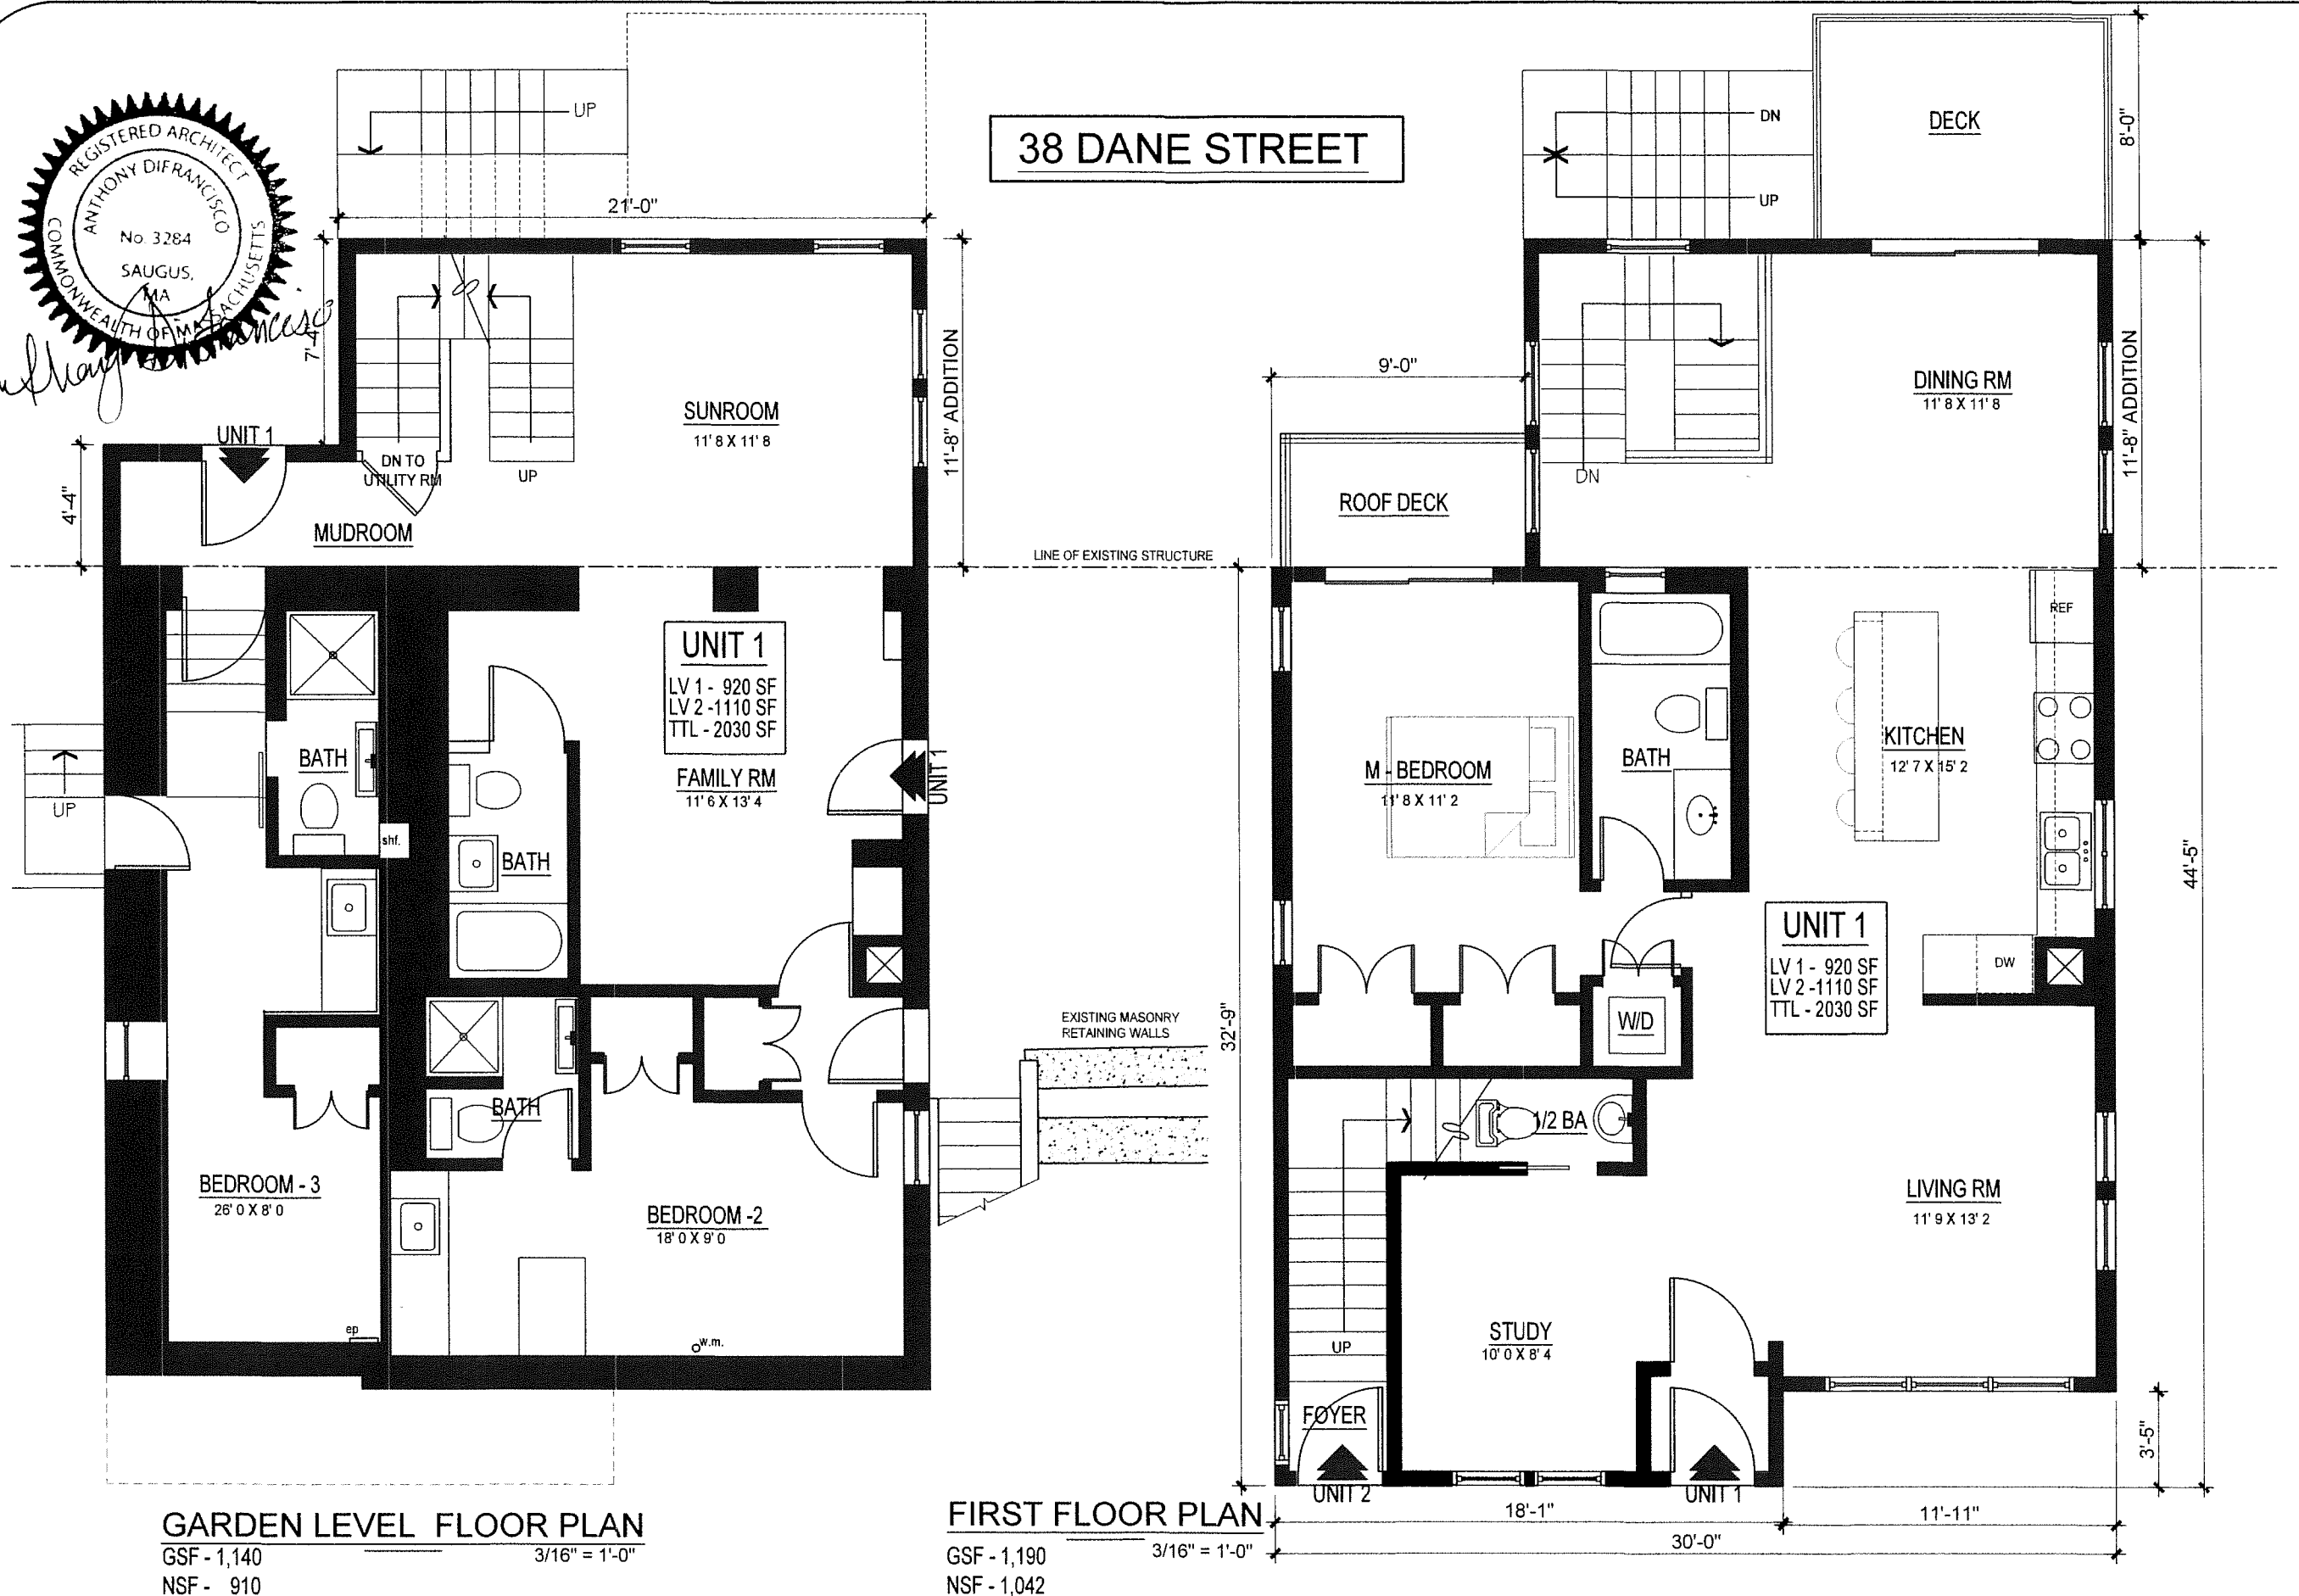 38 DANE STREET
REGISTERED ARCHITECT
ANTHONY DIFRANCISCO
No. 3284
SAUGUS,
MA
COMMONWEALTH OF MASSACHUSETTS
UP
21'-0"
7'-4"
11'-8" ADDITION
4'-4"
UNIT 1
DN TO
UTILITY RM
UP
SUNROOM
11' 8 X 11' 8
MUDROOM
UNIT 1
LV 1 - 920 SF
LV 2 -1110 SF
TTL - 2030 SF
FAMILY RM
11' 6 X 13' 4
UNIT 1
UP
BATH
shf.
BATH
BATH
BEDROOM - 3
26' 0 X 8' 0
BEDROOM -2
18' 0 X 9' 0
ep
w.m.
EXISTING MASONRY
RETAINING WALLS
LINE OF EXISTING STRUCTURE
GARDEN LEVEL FLOOR PLAN
3/16" = 1'-0"
GSF - 1,140
NSF - 910
DN
UP
DECK
8'-0"
9'-0"
DINING RM
11' 8 X 11' 8
11'-8" ADDITION
DN
ROOF DECK
REF
M - BEDROOM
11' 8 X 11' 2
BATH
KITCHEN
12' 7 X 15' 2
44'-5"
UNIT 1
LV 1 - 920 SF
LV 2 -1110 SF
TTL - 2030 SF
DW
W/D
32'-9"
1/2 BA
LIVING RM
11' 9 X 13' 2
STUDY
10' 0 X 8' 4
UP
FOYER
3'-5"
UNIT 2
UNIT 1
18'-1"
11'-11"
30'-0"
FIRST FLOOR PLAN
3/16" = 1'-0"
GSF - 1,190
NSF - 1,042